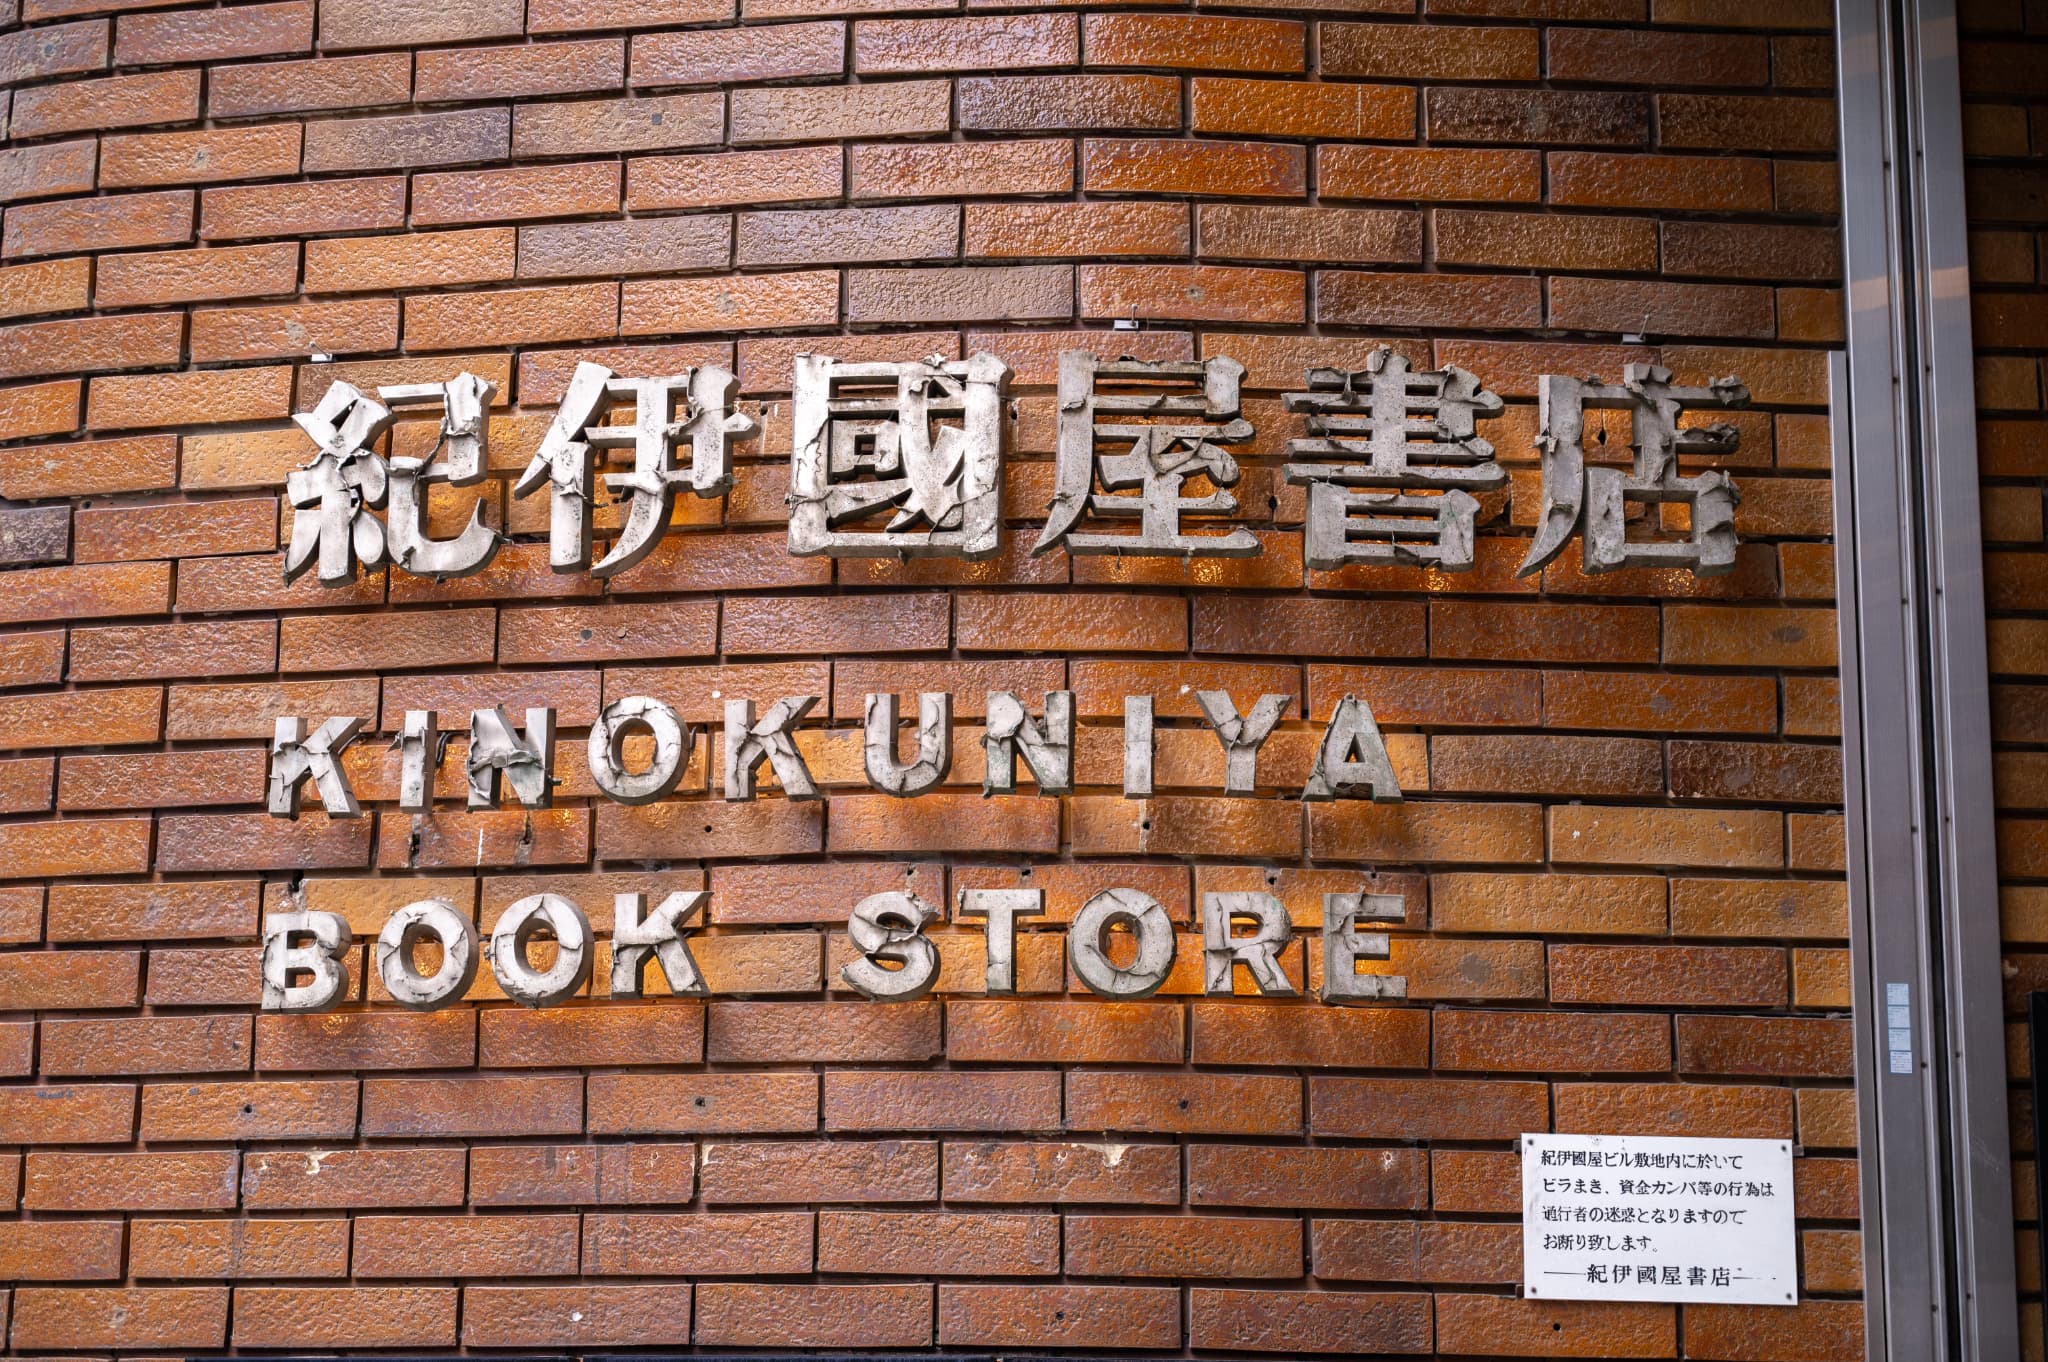 紀伊國屋書店
KINOKUNIYA
BOOK STORE
紀伊國屋ビル敷地内に於いて
ビラまき、資金カンパ等の行為は
通行者の迷惑となりますので
お断り致します。
紀伊國屋書店